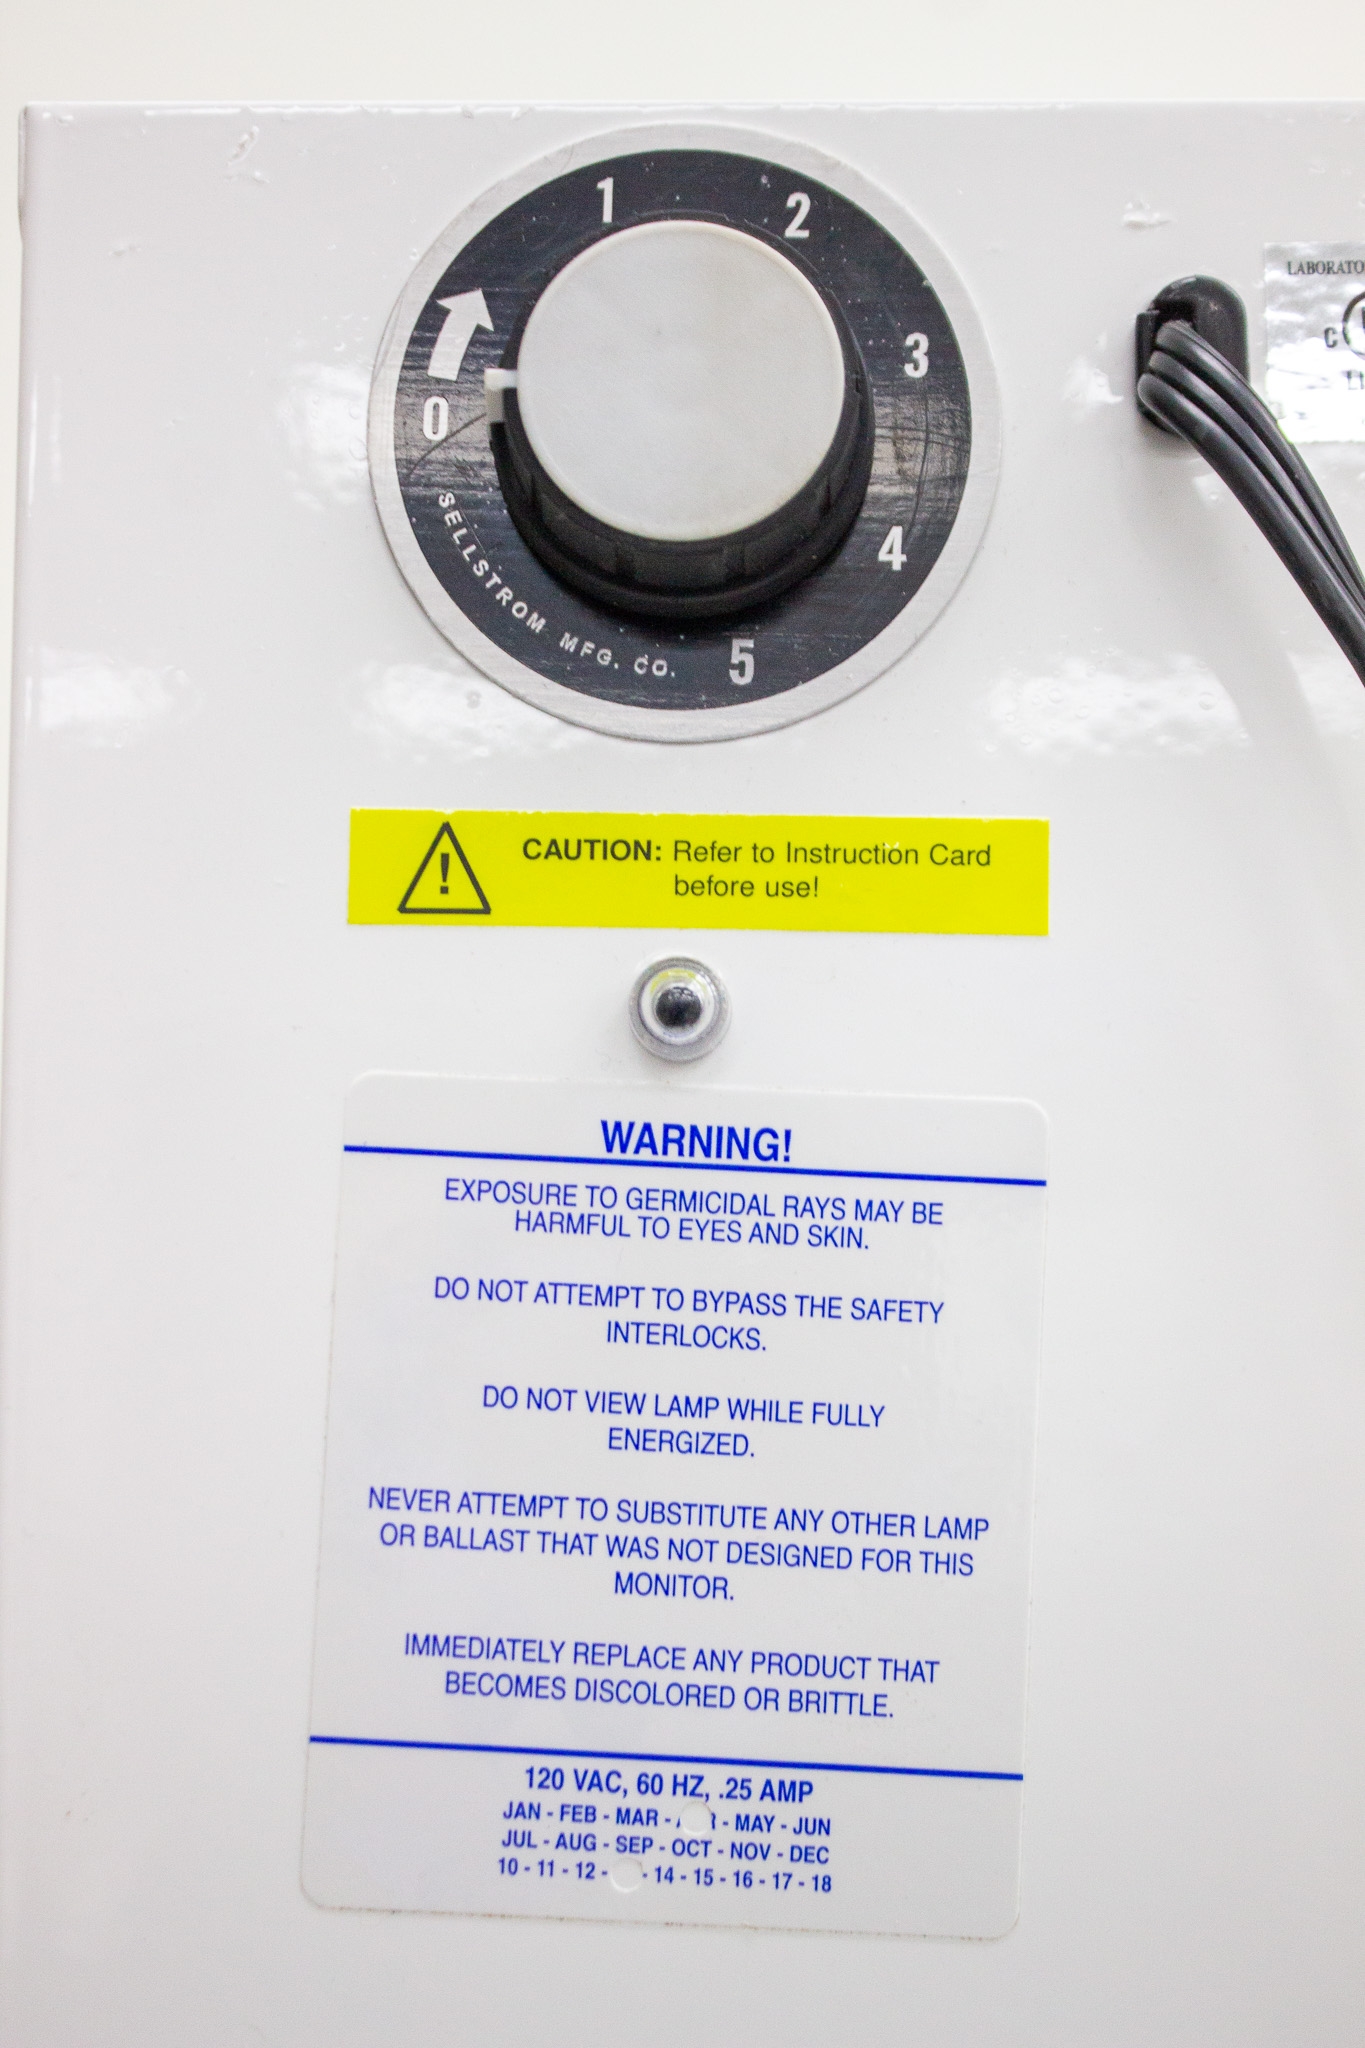 1
2
3
4
5
0
SELLSTROM MFG. CO.
LABORATO
C
CAUTION: Refer to Instruction Card
before use!
WARNING!
EXPOSURE TO GERMICIDAL RAYS MAY BE
HARMFUL TO EYES AND SKIN.
DO NOT ATTEMPT TO BYPASS THE SAFETY
INTERLOCKS.
DO NOT VIEW LAMP WHILE FULLY
ENERGIZED.
NEVER ATTEMPT TO SUBSTITUTE ANY OTHER LAMP
OR BALLAST THAT WAS NOT DESIGNED FOR THIS
MONITOR.
IMMEDIATELY REPLACE ANY PRODUCT THAT
BECOMES DISCOLORED OR BRITTLE.
120 VAC, 60 HZ, .25 AMP
JAN - FEB - MAR - - MAY - JUN
JUL - AUG - SEP - OCT - NOV - DEC
10 - 11 - 12 - - 14 - 15 - 16 - 17 - 18